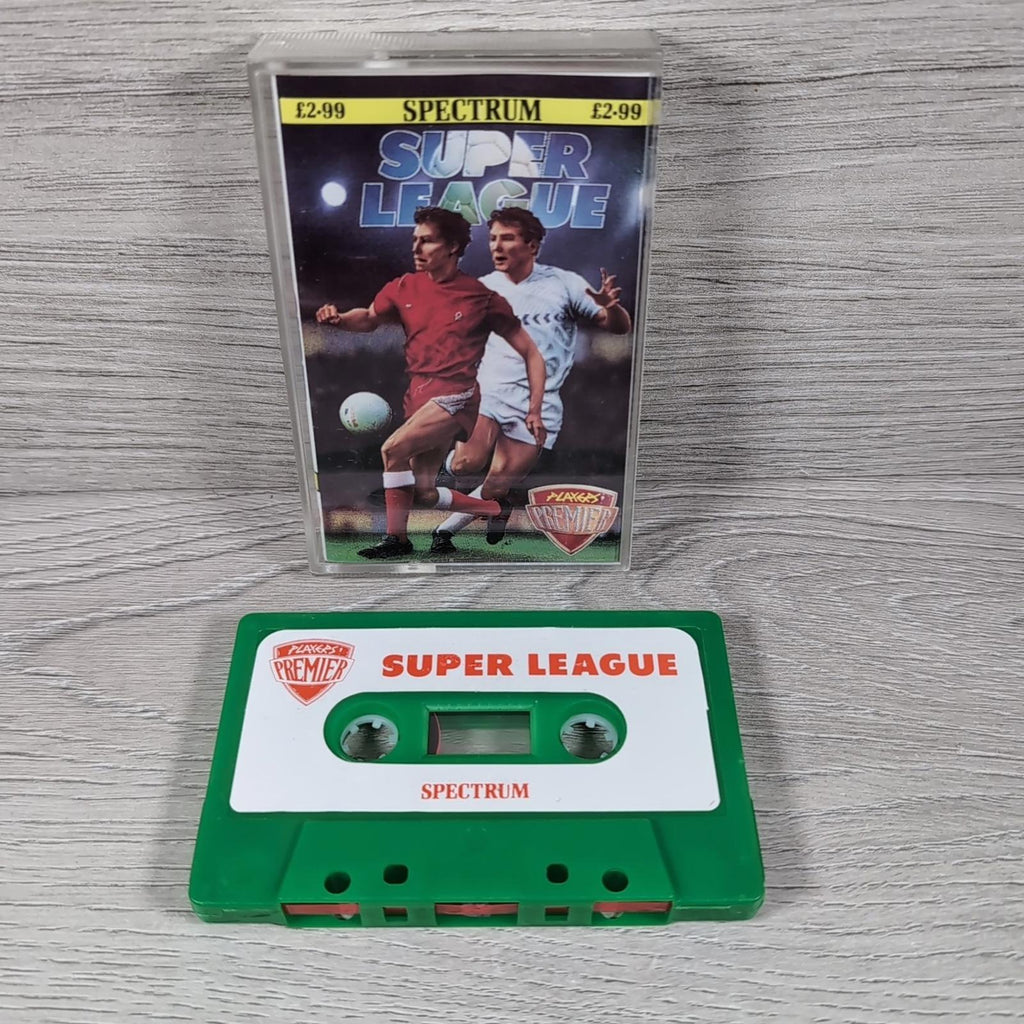 £2·99 SPECTRUM £2·99
SUPER
LEAGUE
PLAYERS
PREMIER
PLAYERS
PREMIER
SUPER LEAGUE
SPECTRUM